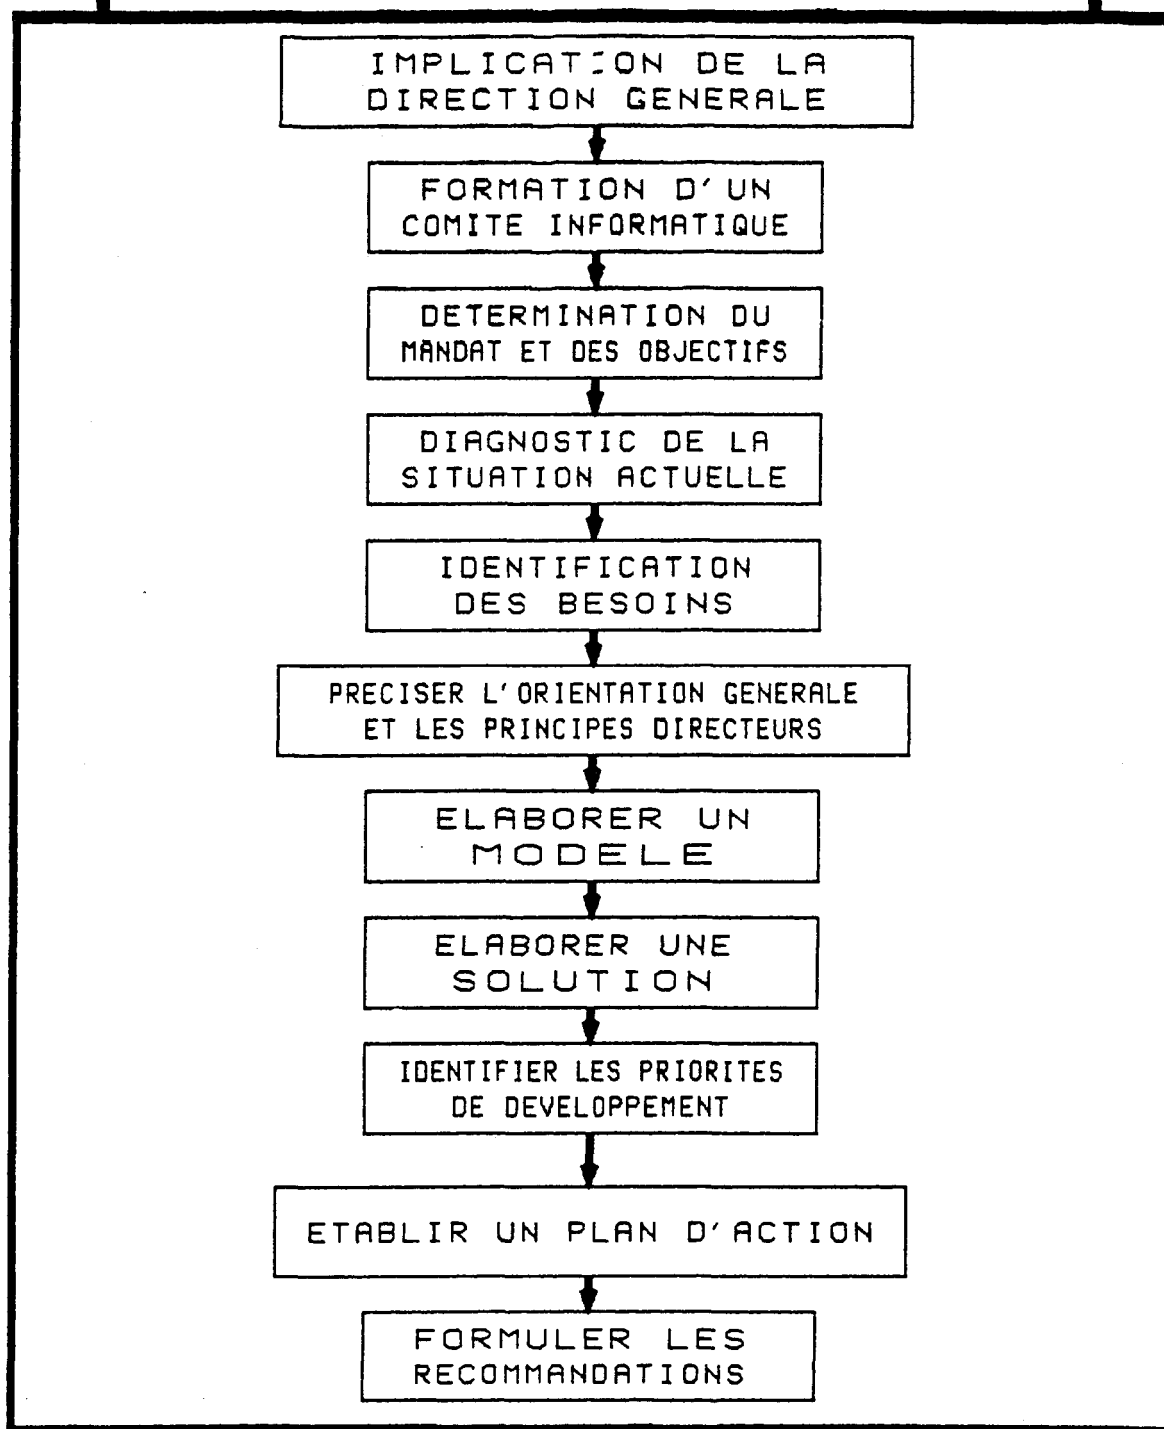 IMPLICATION DE LA
DIRECTION GENERALE
FORMATION D'UN
COMITE INFORMATIQUE
DETERMINATION DU
MANDAT ET DES OBJECTIFS
DIAGNOSTIC DE LA
SITUATION ACTUELLE
IDENTIFICATION
DES BESOINS
PRECISER L'ORIENTATION GENERALE
ET LES PRINCIPES DIRECTEURS
ELABORER UN
MODELE
ELABORER UNE
SOLUTION
IDENTIFIER LES PRIORITES
DE DEVELOPPEMENT
ETABLIR UN PLAN D'ACTION
FORMULER LES
RECOMMANDATIONS